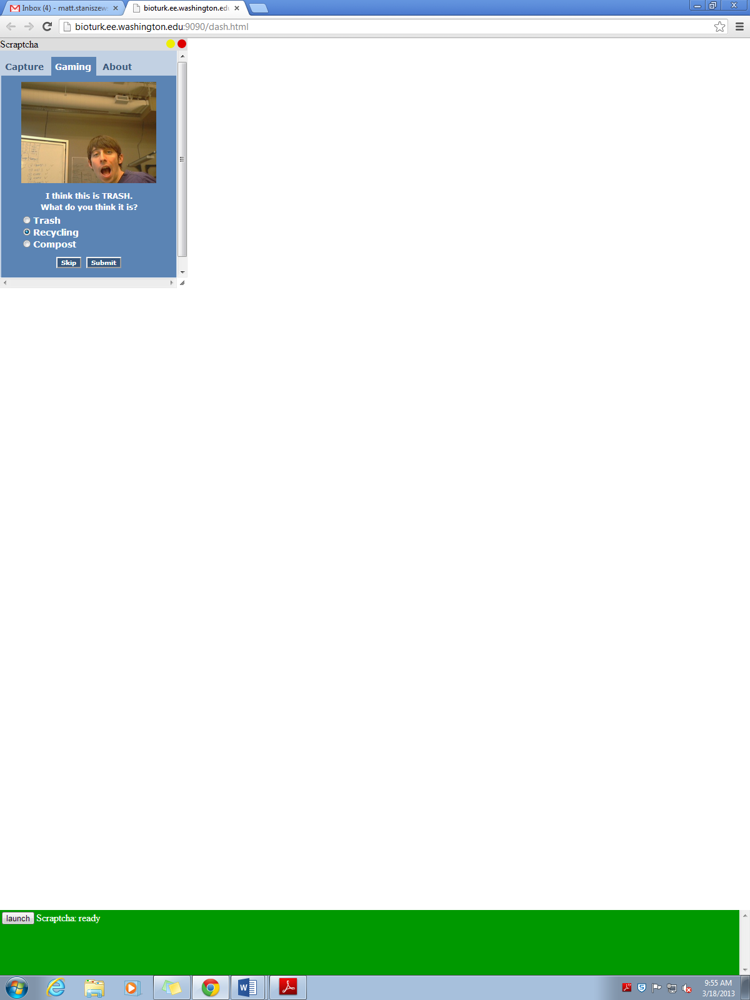 Inbox (4) - matt.staniszews
bioturk.ee.washington.edu
bioturk.ee.washington.edu:9090/dash.html
Scraptcha
Capture Gaming About
I think this is TRASH.
What do you think it is?
Trash
Recycling
Compost
Skip Submit
launch Scraptcha: ready
9:55 AM
3/18/2013